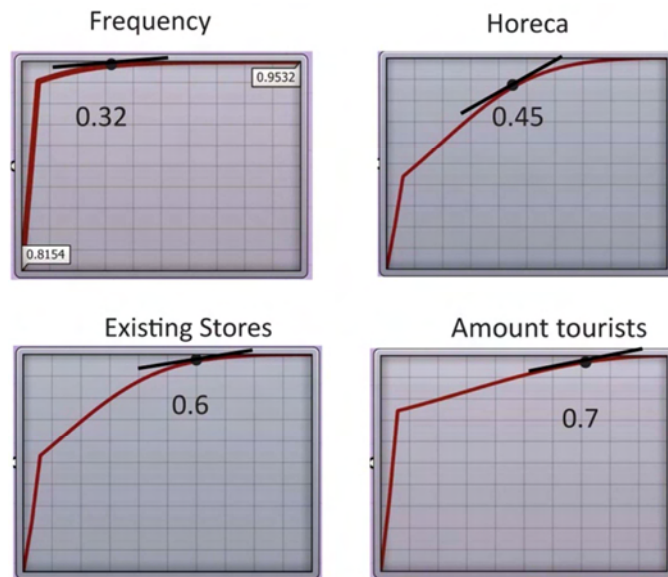 Frequency
Horeca
0.9532
0.32
0.45
0.8154
Existing Stores
Amount tourists
0.6
0.7